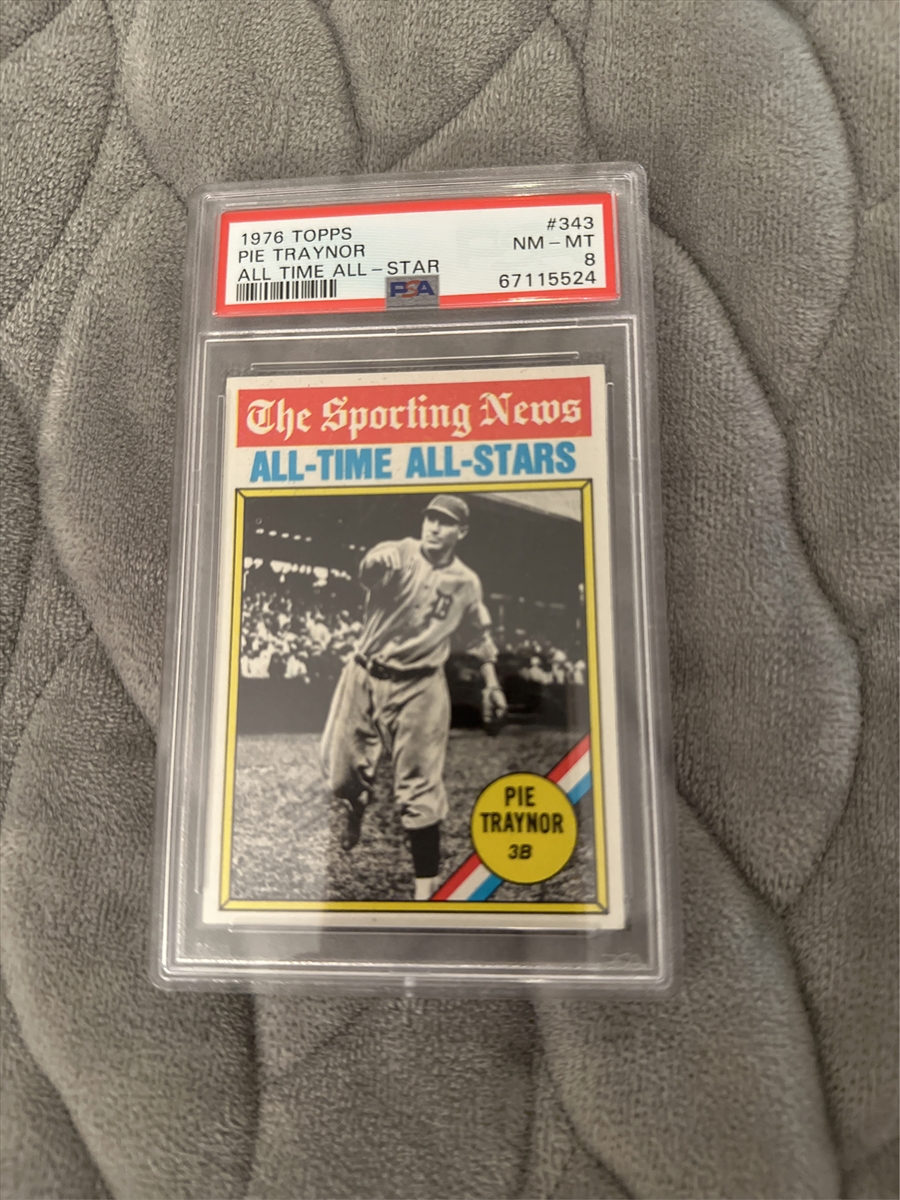 1976 TOPPS #343
PIE TRAYNOR NM – MT
ALL TIME ALL – STAR 8
PSA 67115524
The Sporting News
ALL-TIME ALL-STARS
B
PIE
TRAYNOR
3B